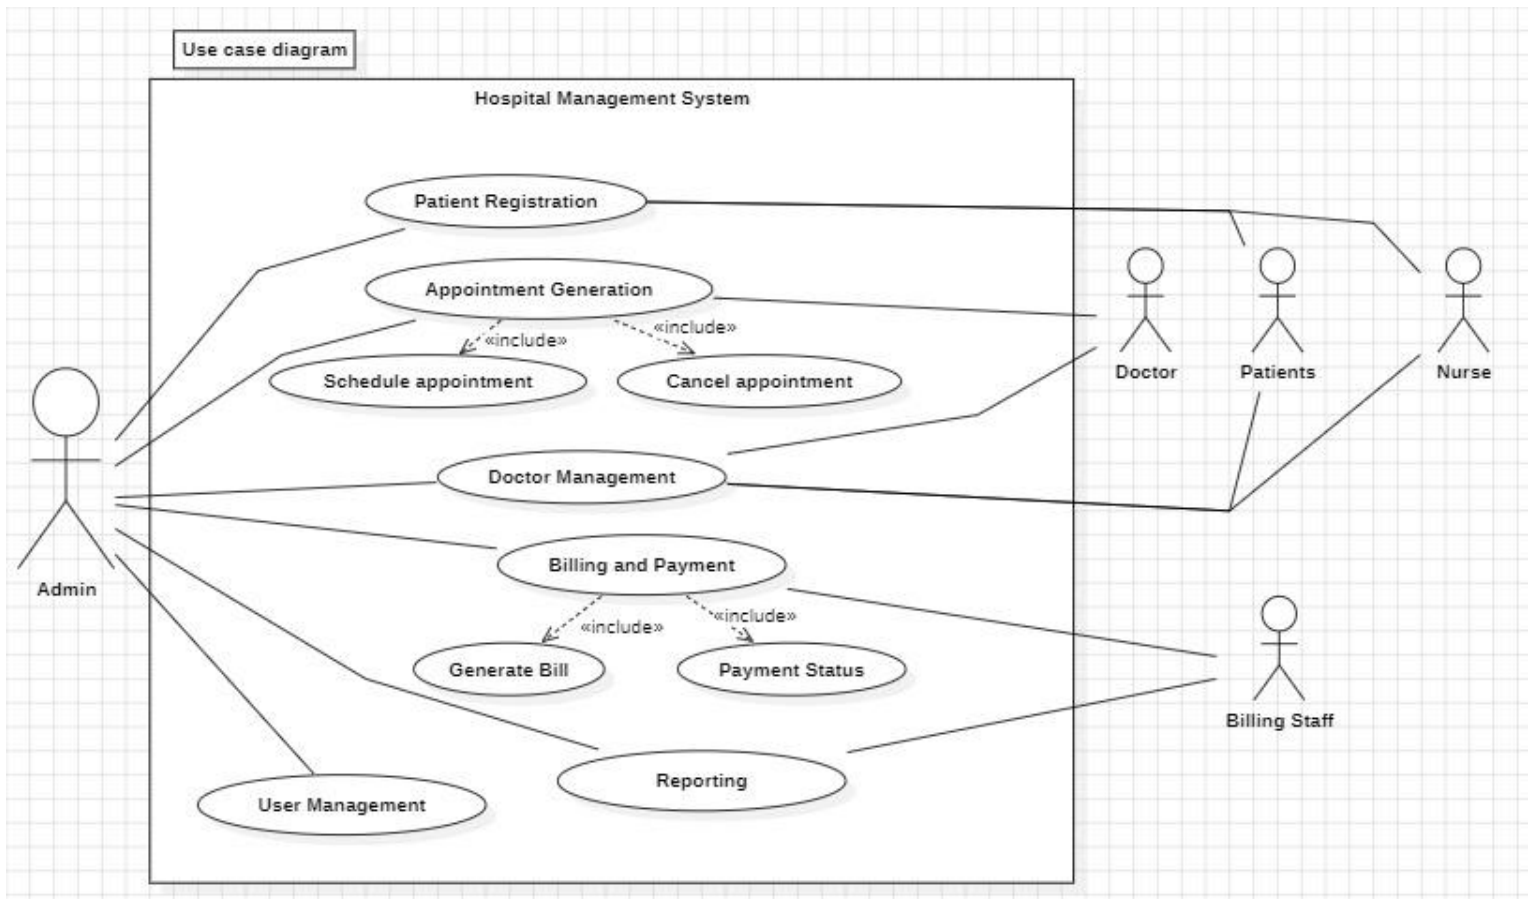 Use case diagram
Hospital Management System
Patient Registration
Appointment Generation
«include»
«include»
Schedule appointment
Cancel appointment
Doctor
Patients
Nurse
Doctor Management
Billing and Payment
Admin
«include»
«include»
Generate Bill
Payment Status
Billing Staff
Reporting
User Management